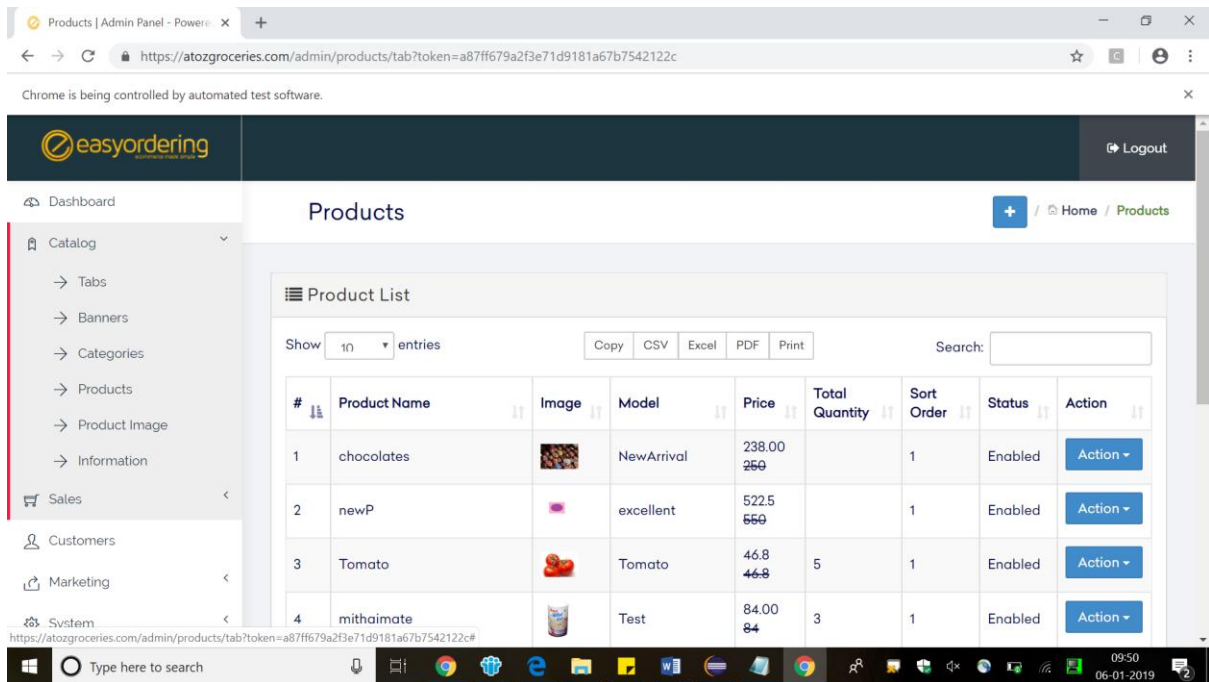 Products | Admin Panel - Powere
https://atozgroceries.com/admin/products/tab?token=a87ff679a2f3e71d9181a67b7542122c
Chrome is being controlled by automated test software.
easyordering
ecommerce made simple
Logout
Dashboard
Products
/ Home / Products
Catalog
Tabs
Product List
Banners
Show 10 entries
Copy CSV Excel PDF Print
Search:
Categories
Products
# Product Name Image Model Price Total Quantity Sort Order Status Action
Product Image
1 chocolates NewArrival 238.00 250 1 Enabled Action
Information
Sales
2 newP excellent 522.5 550 1 Enabled Action
Customers
3 Tomato Tomato 46.8 46.8 5 1 Enabled Action
Marketing
System
4 mithaimate Test 84.00 84 3 1 Enabled Action
https://atozgroceries.com/admin/products/tab?token=a87ff679a2f3e71d9181a67b7542122c#
Type here to search
09:50
06-01-2019
2